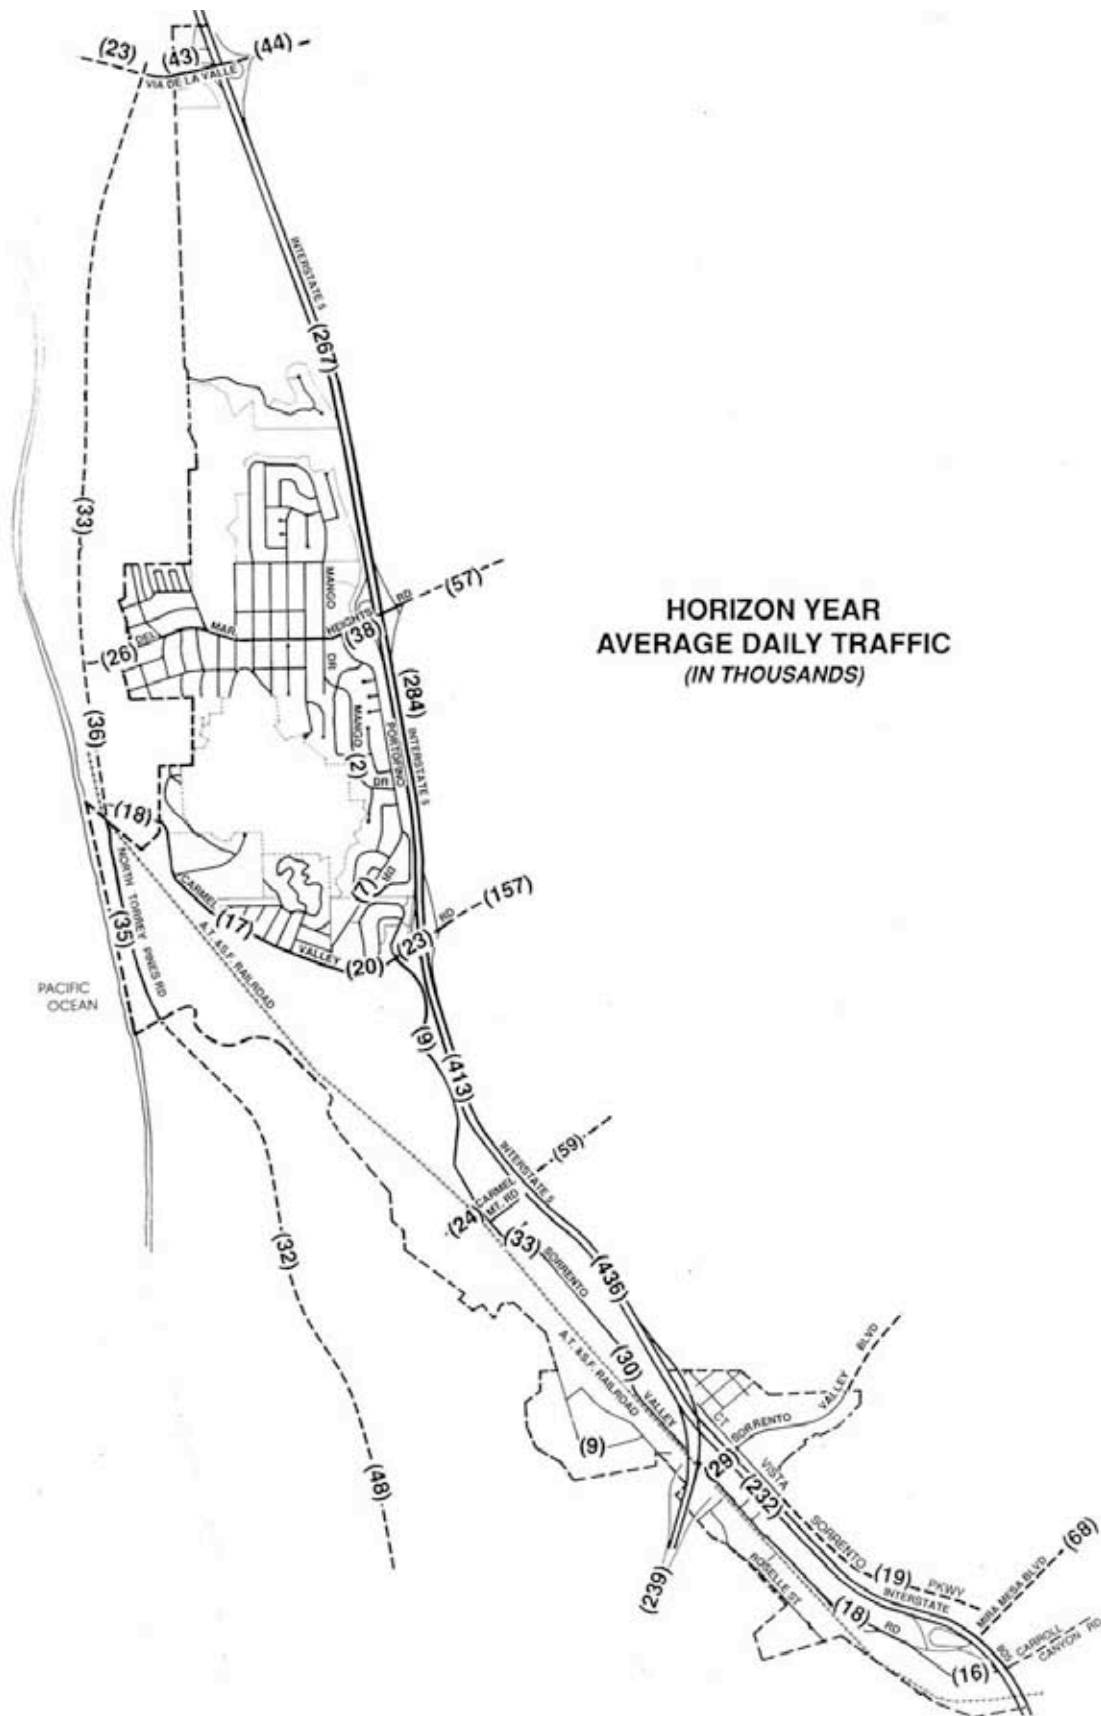 (23)
(43)
(44)
VIA DE LA VALLE
INTERSTATE 5
(267)
(33)
MANGO
(57)
RD
HORIZON YEAR
AVERAGE DAILY TRAFFIC
(IN THOUSANDS)
DEL
MAR
HEIGHTS
(38)
(26)
DR
(284)
(36)
MANGO
PORTOFINO
INTERSTATE 5
(2)
DR
(18)
NORTH TORREY PINES RD
CARMEL
(7)
DR
(157)
(35)
(17)
A.T. &S.F. RAILROAD
VALLEY
(23)
RD
(20)
PACIFIC
OCEAN
(9)
(413)
INTERSTATE 5
(59)
CARMEL
MT. RD
(24)
(33)
(32)
SORRENTO
(436)
A.T. &S.F. RAILROAD
(30)
VALLEY
SORRENTO
VALLEY
BLVD
CT
(9)
(29)
VISTA
(48)
(232)
SORRENTO
(239)
ROSELLE ST
(19)
PKWY
INTERSTATE
MIRA MESA BLVD
(68)
(18)
RD
805
CARROLL
CANYON RD
(16)